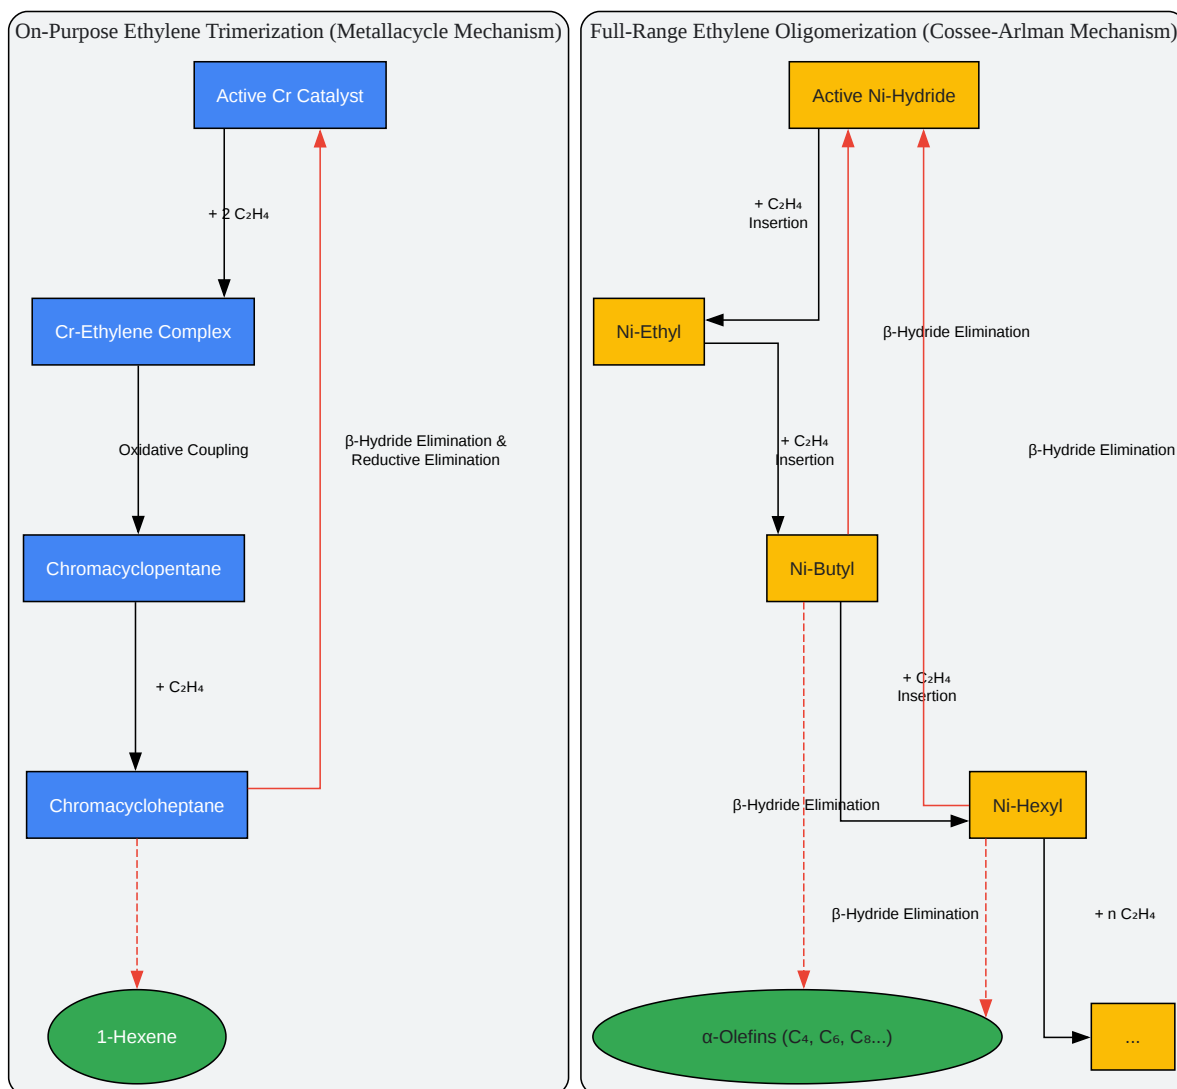 On-Purpose Ethylene Trimerization (Metallacycle Mechanism)
Active Cr Catalyst
+ 2 C₂H₄
Cr-Ethylene Complex
Oxidative Coupling
β-Hydride Elimination &
Reductive Elimination
Chromacyclopentane
+ C₂H₄
Chromacycloheptane
1-Hexene
Full-Range Ethylene Oligomerization (Cossee-Arlman Mechanism)
Active Ni-Hydride
+ C₂H₄
Insertion
Ni-Ethyl
β-Hydride Elimination
+ C₂H₄
Insertion
β-Hydride Elimination
Ni-Butyl
+ C₂H₄
Insertion
β-Hydride Elimination
Ni-Hexyl
β-Hydride Elimination
+ n C₂H₄
α-Olefins (C₄, C₆, C₈...)
...